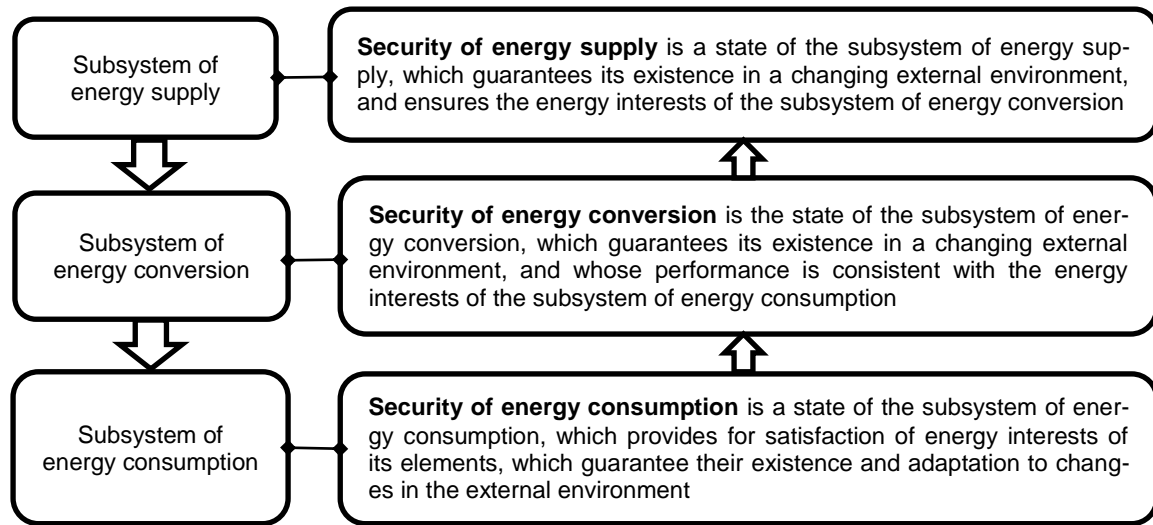 Subsystem of
energy supply
Security of energy supply is a state of the subsystem of energy sup-
ply, which guarantees its existence in a changing external environment,
and ensures the energy interests of the subsystem of energy conversion
Subsystem of
energy conversion
Security of energy conversion is the state of the subsystem of ener-
gy conversion, which guarantees its existence in a changing external
environment, and whose performance is consistent with the energy
interests of the subsystem of energy consumption
Subsystem of
energy consumption
Security of energy consumption is a state of the subsystem of ener-
gy consumption, which provides for satisfaction of energy interests of
its elements, which guarantee their existence and adaptation to chang-
es in the external environment